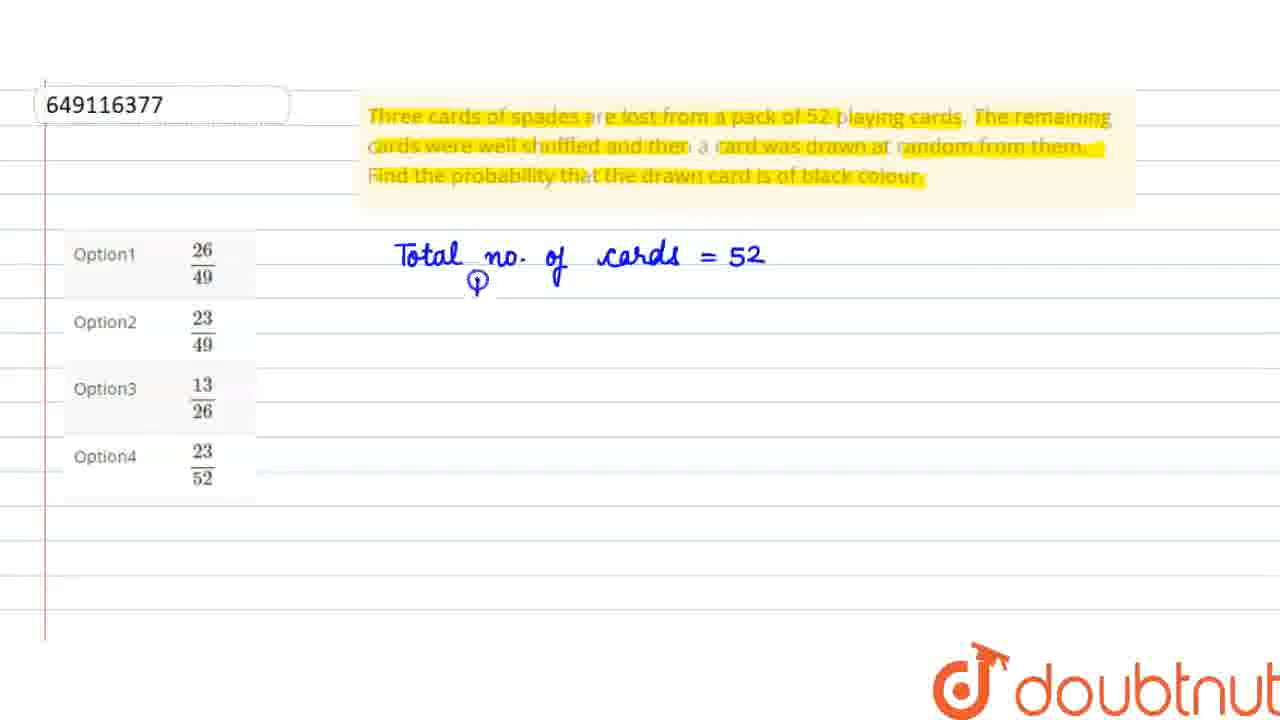 649116377
Three cards of spades are lost from a pack of 52 playing cards. The remaining
cards were well shuffled and then a card was drawn at random from them.
Find the probability that the drawn card is of black colour.
Option1 26/49
Option2 23/49
Option3 13/26
Option4 23/52
Total no. of cards = 52
doubtnut